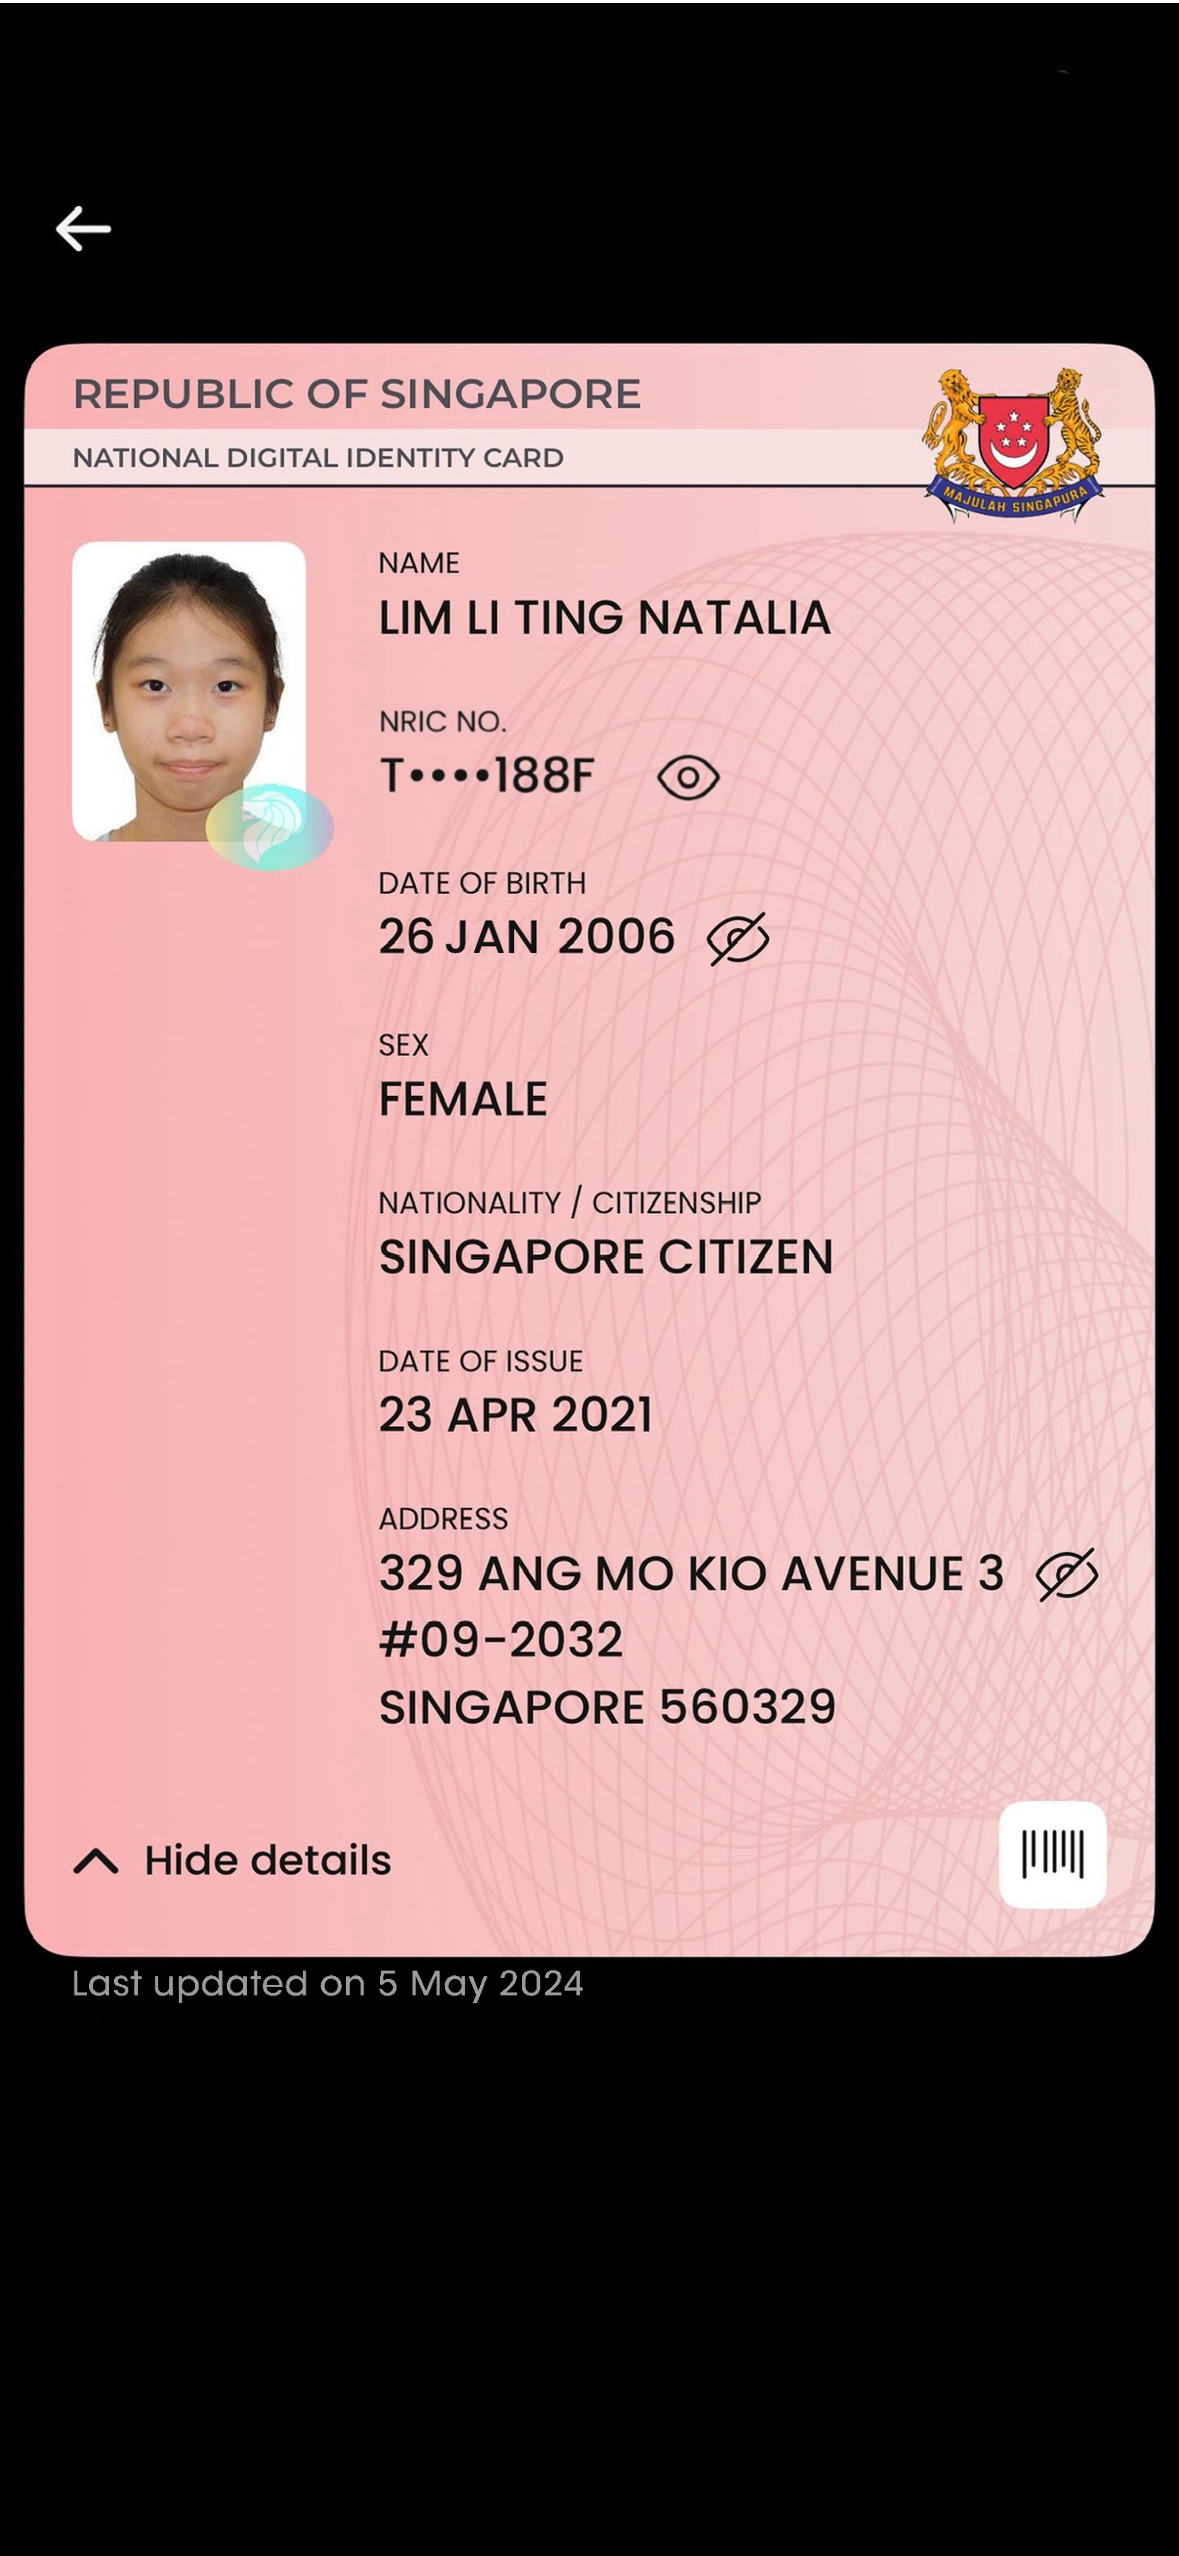 REPUBLIC OF SINGAPORE
NATIONAL DIGITAL IDENTITY CARD
MAJULAH SINGAPURA
NAME
LIM LI TING NATALIA
NRIC NO.
T••••188F
DATE OF BIRTH
26 JAN 2006
SEX
FEMALE
NATIONALITY / CITIZENSHIP
SINGAPORE CITIZEN
DATE OF ISSUE
23 APR 2021
ADDRESS
329 ANG MO KIO AVENUE 3
#09-2032
SINGAPORE 560329
Hide details
Last updated on 5 May 2024